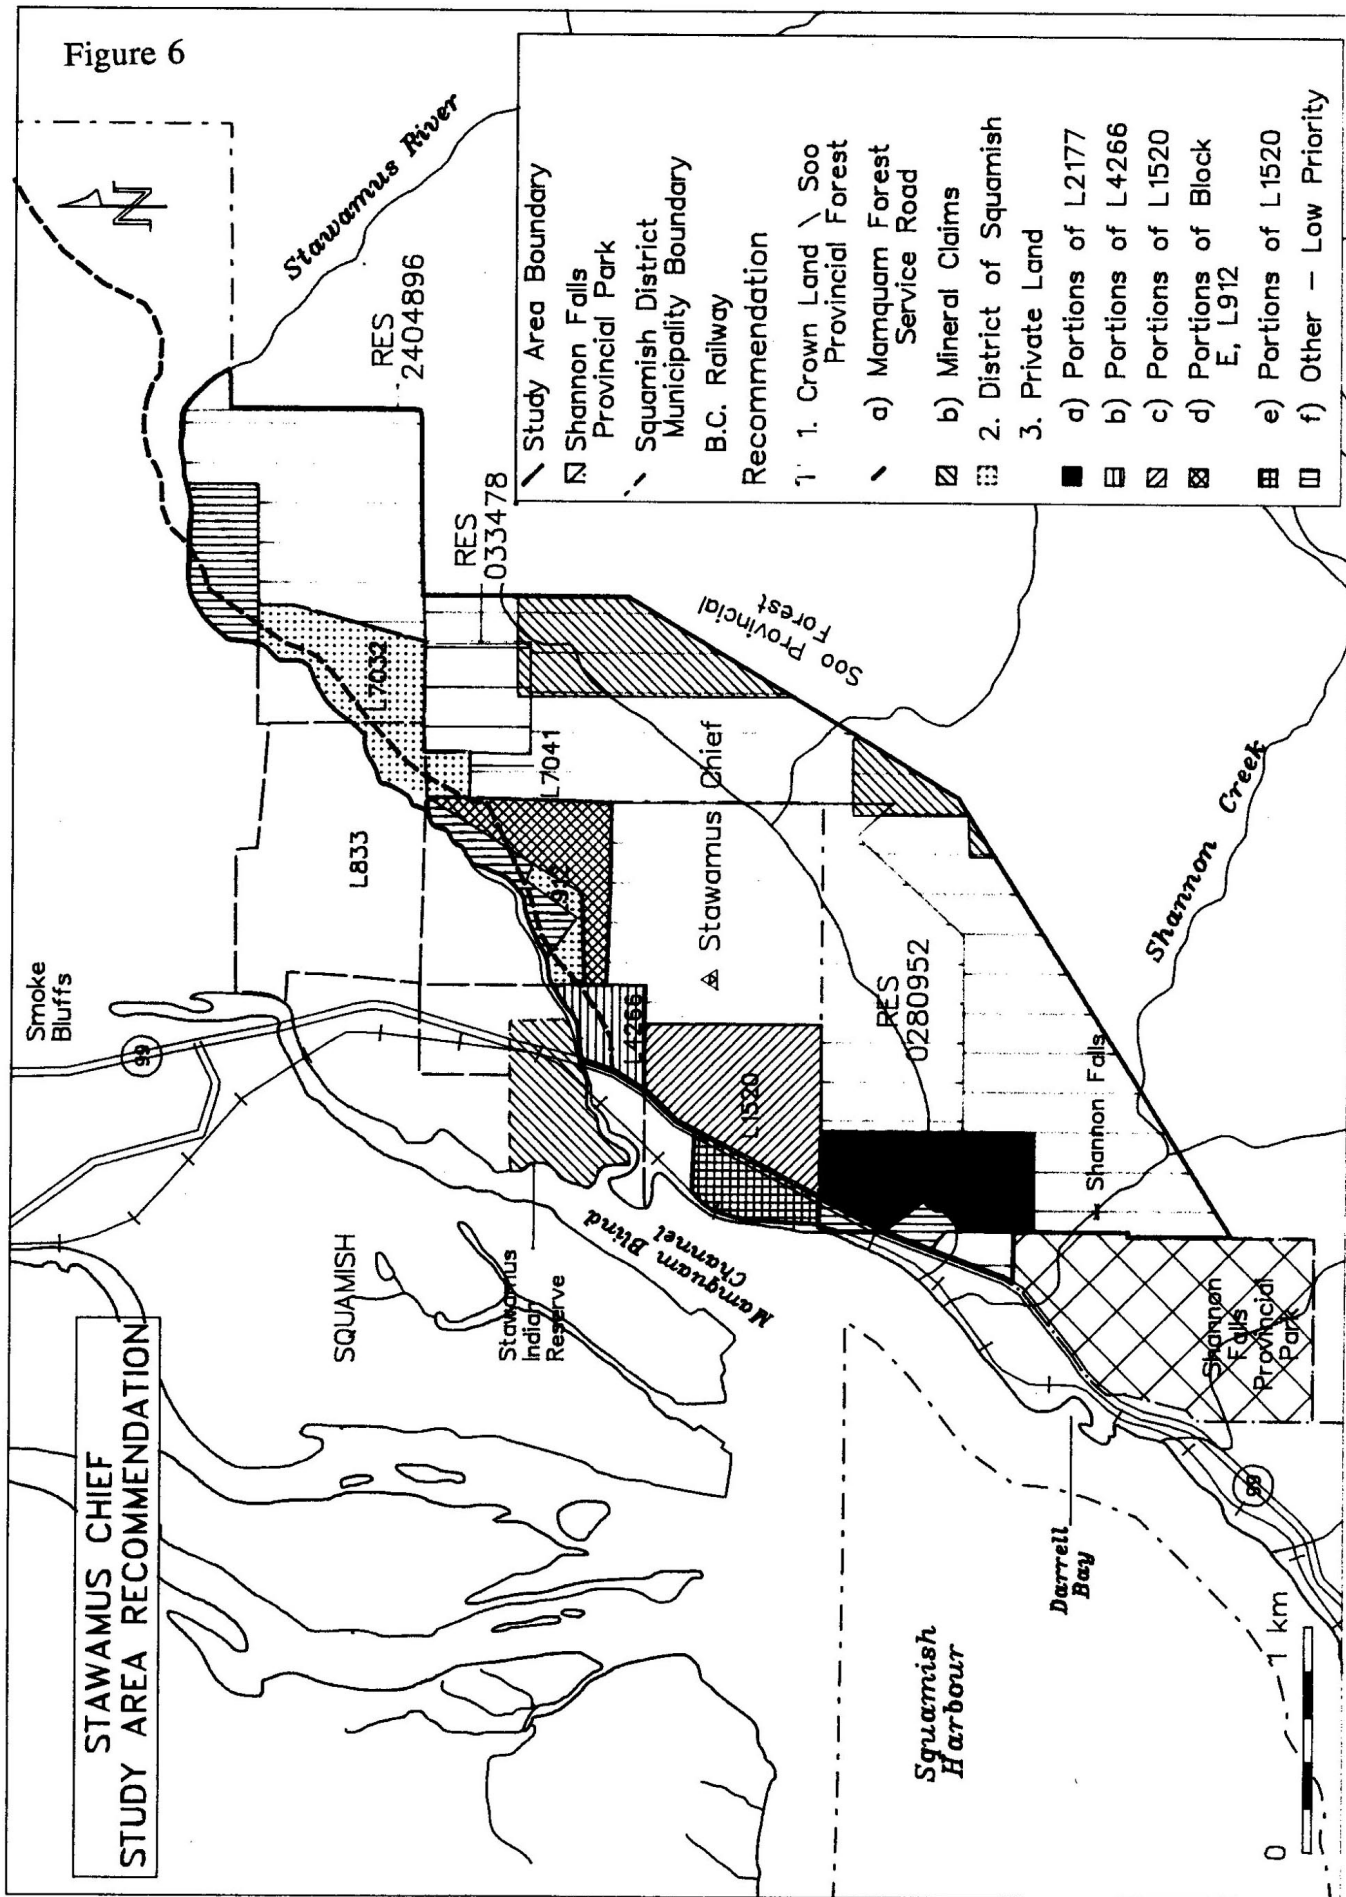 Figure 6
STAWAMUS CHIEF
STUDY AREA RECOMMENDATION
Smoke
Bluffs
99
SQUAMISH
Stawamus
Indian
Reserve
Mamquam Blind
Channel
L833
L7032
L7041
L4266
L1520
Stawamus River
RES
2404896
RES
033478
Soo Provincial
Forest
Stawamus Chief
RES
0280952
Shannon Falls
Shannon Creek
Shannon
Falls
Provincial
Park
Darrell
Bay
99
Squamish
Harbour
0 1 km
N
Study Area Boundary
Shannon Falls
Provincial Park
Squamish District
Municipality Boundary
B.C. Railway
Recommendation
1. Crown Land \ Soo
Provincial Forest
a) Mamquam Forest
Service Road
b) Mineral Claims
2. District of Squamish
3. Private Land
a) Portions of L2177
b) Portions of L4266
c) Portions of L1520
d) Portions of Block
E, L912
e) Portions of L1520
f) Other – Low Priority